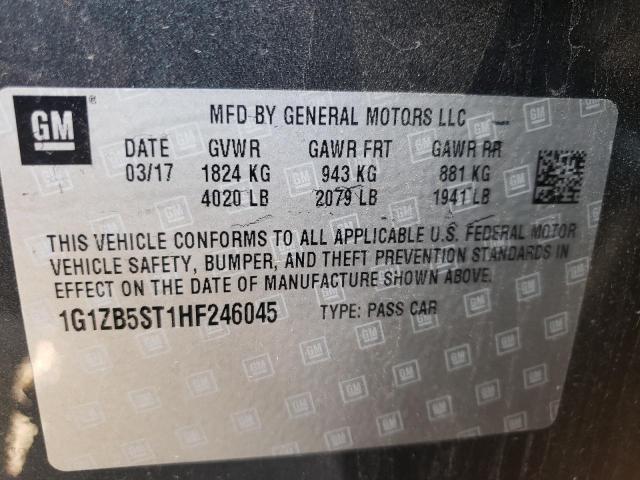 GM ® MFD BY GENERAL MOTORS LLC
DATE GVWR GAWR FRT GAWR RR
03/17 1824 KG 943 KG 881 KG
4020 LB 2079 LB 1941 LB
THIS VEHICLE CONFORMS TO ALL APPLICABLE U.S. FEDERAL MOTOR
VEHICLE SAFETY, BUMPER, AND THEFT PREVENTION STANDARDS IN
EFFECT ON THE DATE OF MANUFACTURE SHOWN ABOVE.
1G1ZB5ST1HF246045 TYPE: PASS CAR